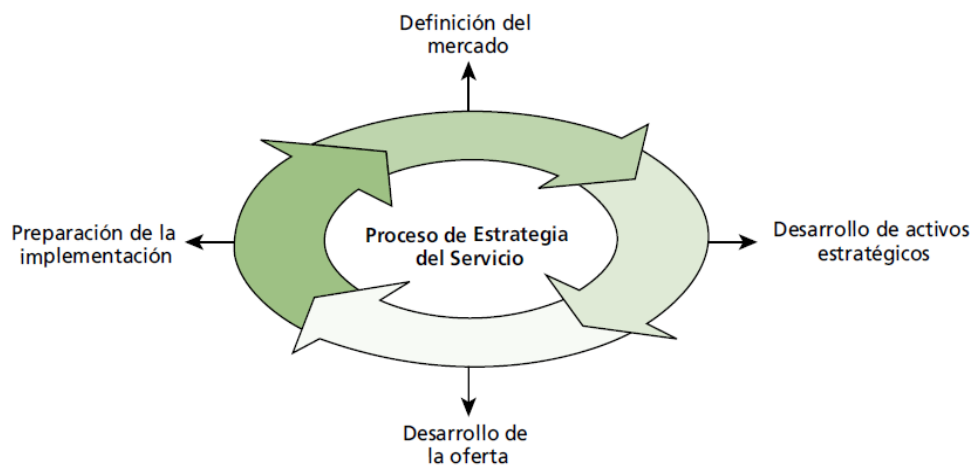 Definición del
mercado
Preparación de la
implementación
Proceso de Estrategia
del Servicio
Desarrollo de activos
estratégicos
Desarrollo de
la oferta